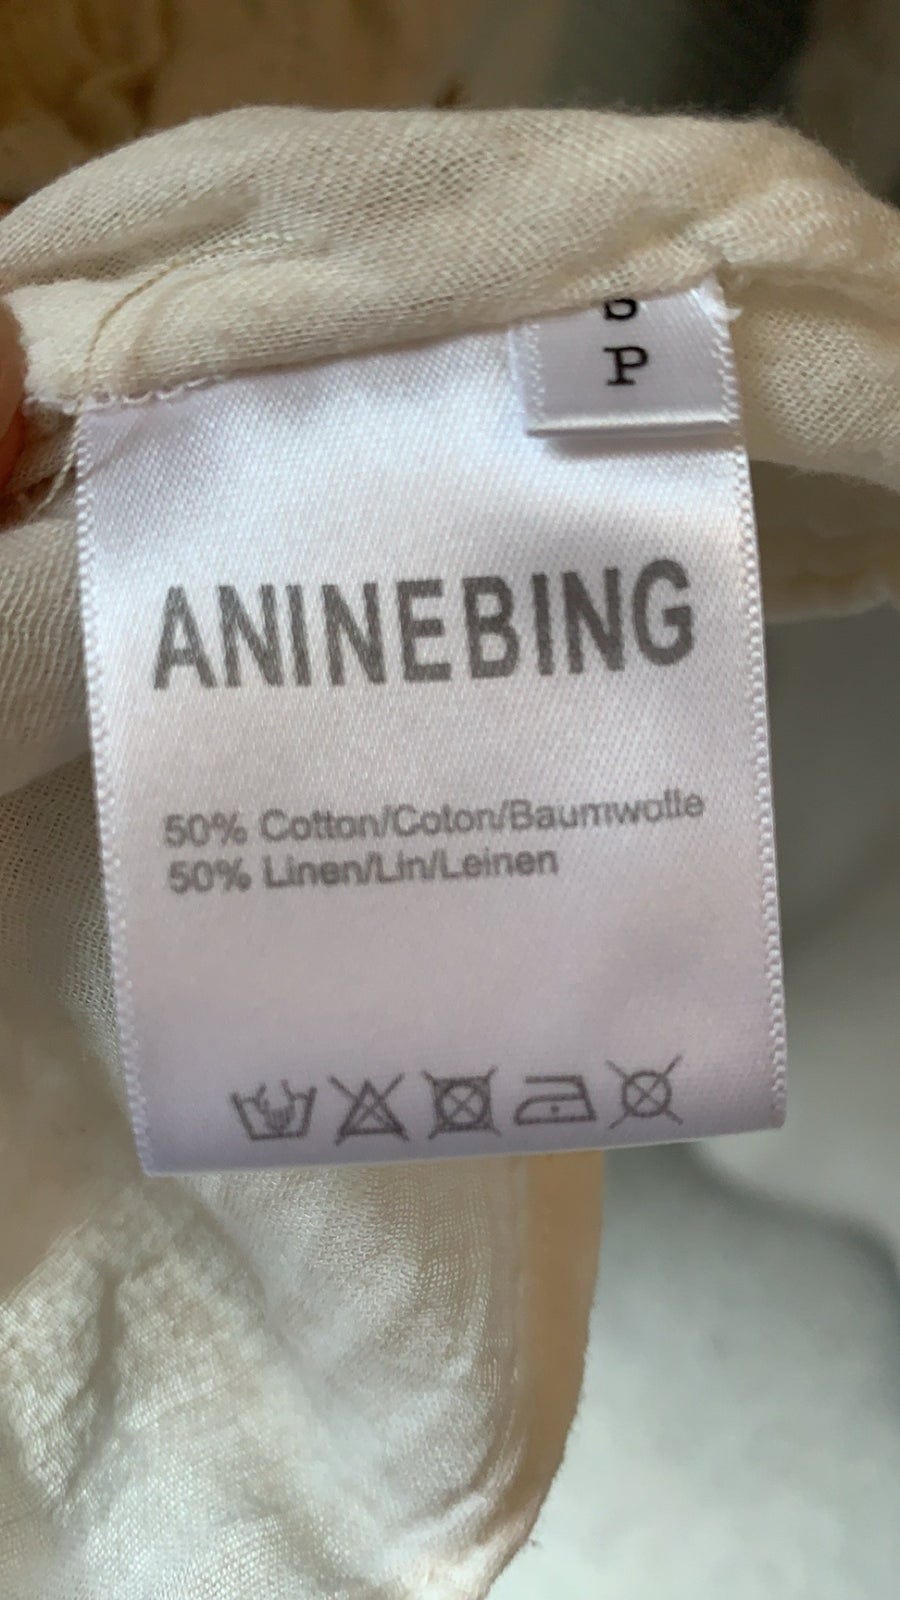 S
P
ANINEBING
50% Cotton/Coton/Baumwolle
50% Linen/Lin/Leinen